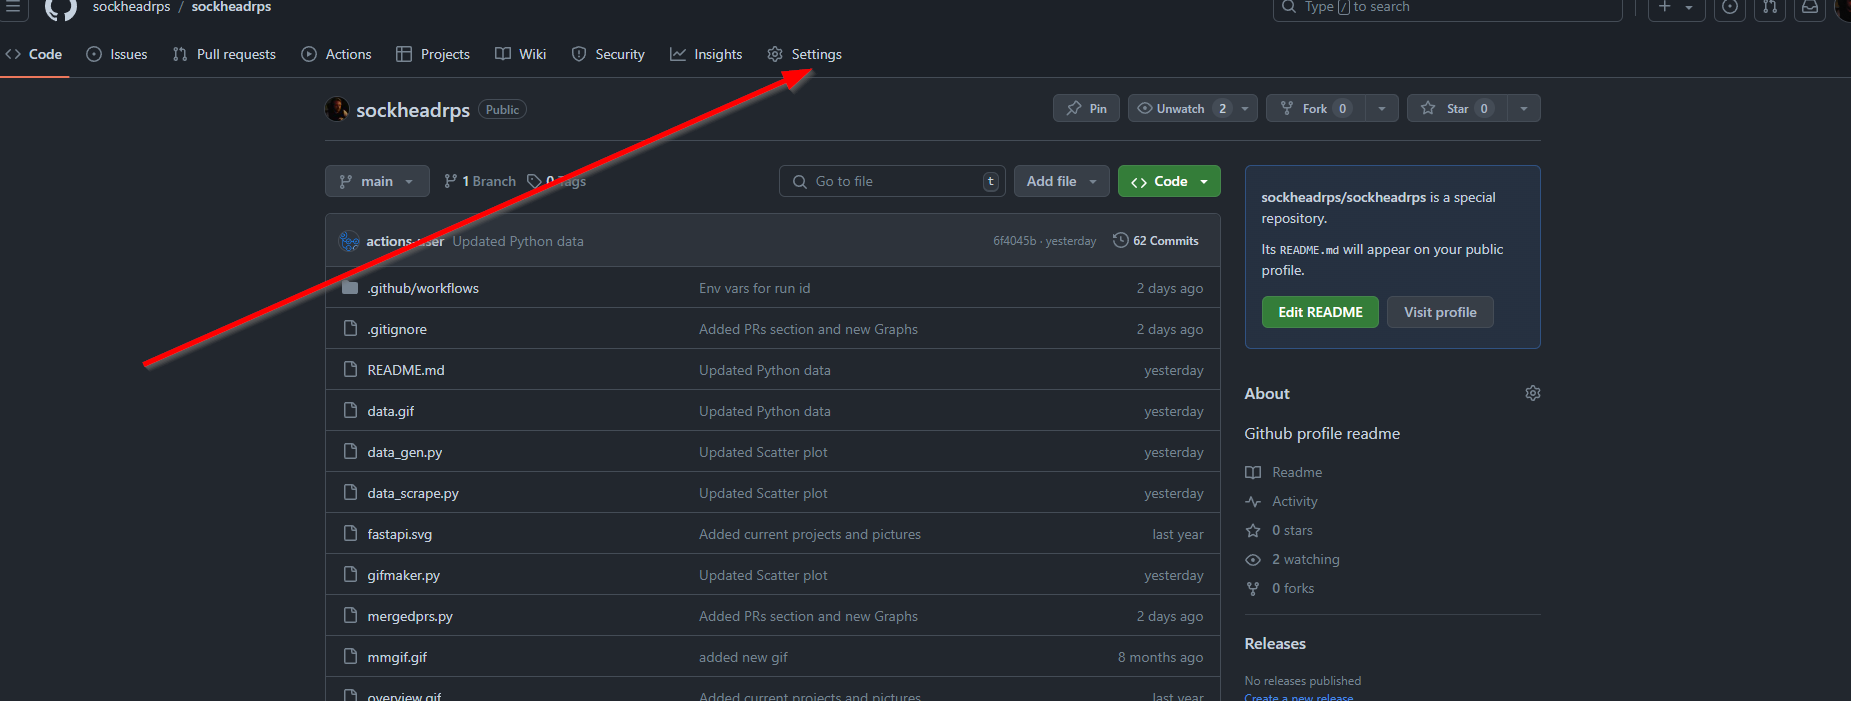 sockheadrps / sockheadrps
Type / to search
Code Issues Pull requests Actions Projects Wiki Security Insights Settings
sockheadrps Public
Pin Unwatch 2 Fork 0 Star 0
main 1 Branch 0 Tags Go to file t Add file Code
actions-user Updated Python data 6f4045b · yesterday 62 Commits
.github/workflows Env vars for run id 2 days ago
.gitignore Added PRs section and new Graphs 2 days ago
README.md Updated Python data yesterday
data.gif Updated Python data yesterday
data_gen.py Updated Scatter plot yesterday
data_scrape.py Updated Scatter plot yesterday
fastapi.svg Added current projects and pictures last year
gifmaker.py Updated Scatter plot yesterday
mergedprs.py Added PRs section and new Graphs 2 days ago
mmgif.gif added new gif 8 months ago
overview.gif Added current projects and pictures last year
sockheadrps/sockheadrps is a special
repository.
Its README.md will appear on your public
profile.
Edit README Visit profile
About
Github profile readme
Readme
Activity
0 stars
2 watching
0 forks
Releases
No releases published
Create a new release